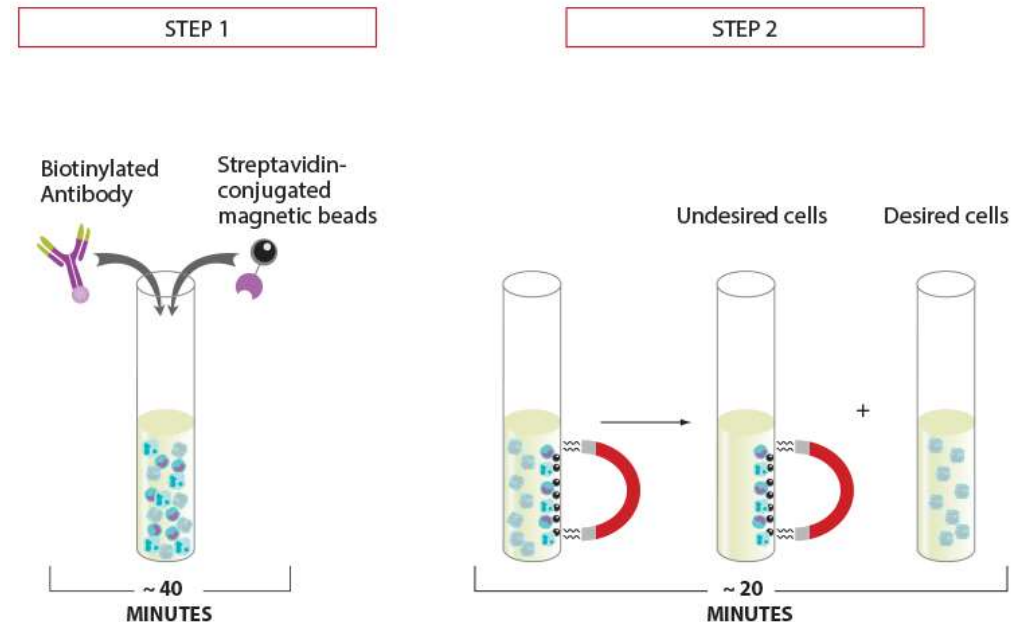 STEP 1
STEP 2
Biotinylated
Antibody
Streptavidin-
conjugated
magnetic beads
Undesired cells
Desired cells
+
~ 40
MINUTES
~ 20
MINUTES